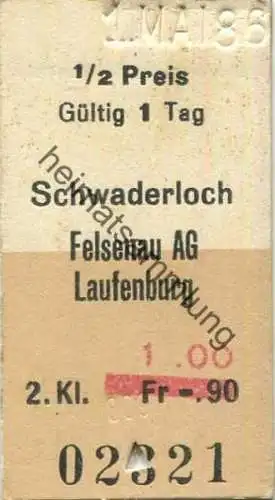 1. MAI 86
1/2 Preis
Gültig 1 Tag
Schwaderloch
Felsenau AG
Laufenburg
1.00
2. Kl. Fr -.90
02321
heimatsammlung